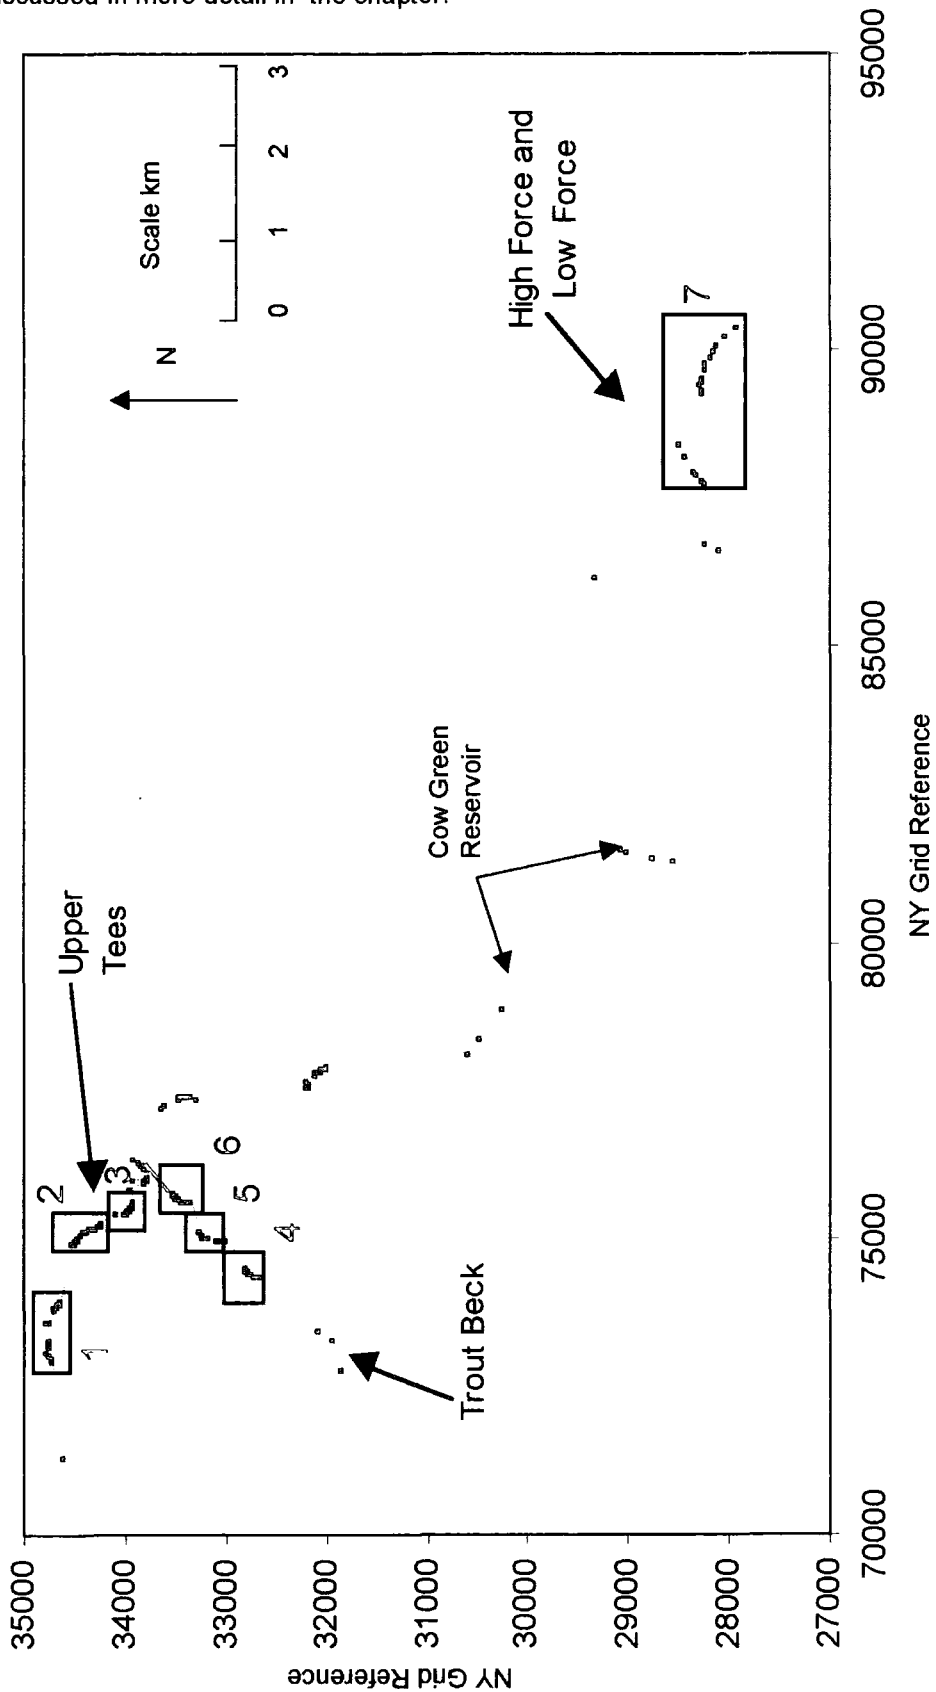 discussed in more detail in the chapter.
35000
34000
33000
32000
31000
30000
29000
28000
27000
NY Grid Reference
70000
75000
80000
85000
90000
95000
NY Grid Reference
Scale km
0 1 2 3
N
Upper
Tees
High Force and
Low Force
Cow Green
Reservoir
Trout Beck
1
2
3
4
5
6
7